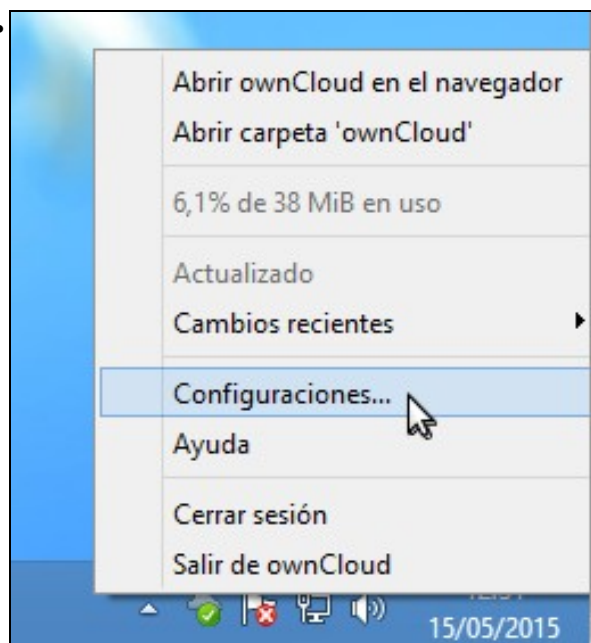 Abrir ownCloud en el navegador
Abrir carpeta 'ownCloud'
6,1% de 38 MiB en uso
Actualizado
Cambios recientes
Configuraciones...
Ayuda
Cerrar sesión
Salir de ownCloud
15/05/2015